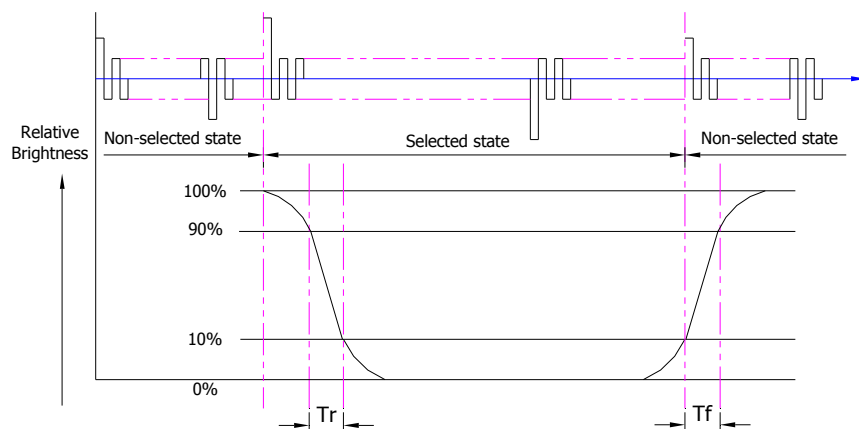 Relative
Brightness
Non-selected state
Selected state
Non-selected state
100%
90%
10%
0%
Tr
Tf